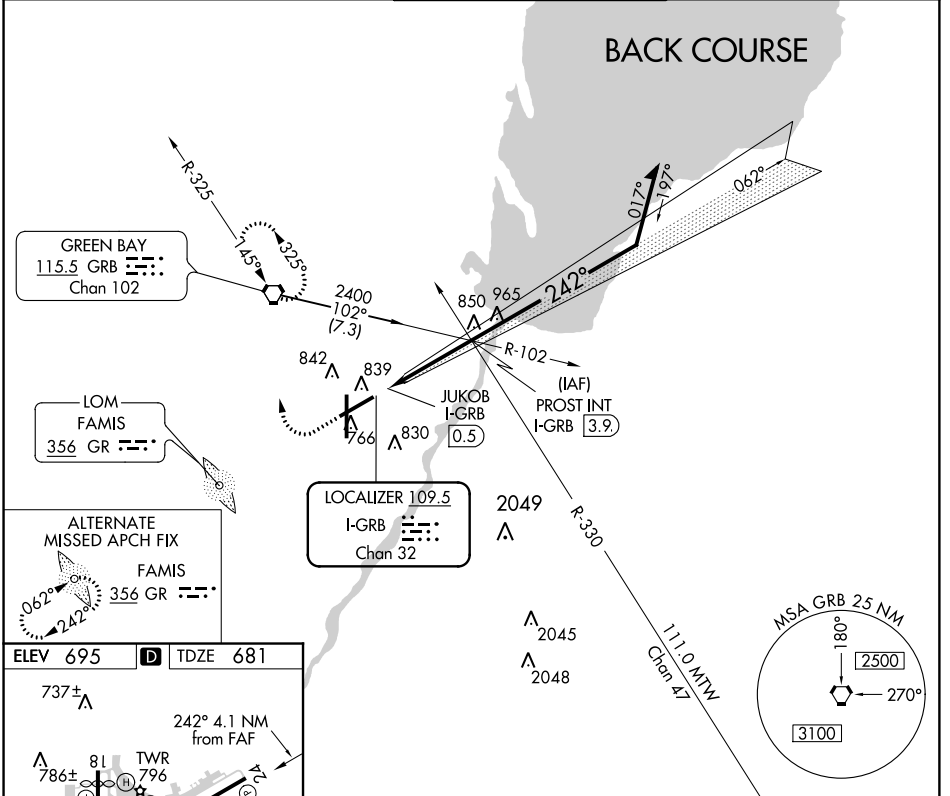 BACK COURSE
R-325
145°
325°
GREEN BAY
115.5 GRB
Chan 102
2400
102°
(7.3)
017°
197°
062°
242°
850
965
R-102
842
839
766
830
JUKOB
I-GRB
0.5
(IAF)
PROST INT
I-GRB 3.9
LOM
FAMIS
356 GR
LOCALIZER 109.5
I-GRB
Chan 32
2049
R-330
ALTERNATE
MISSED APCH FIX
FAMIS
356 GR
062°
242°
2045
2048
111.0 MTW
Chan 47
MSA GRB 25 NM
180°
2500
270°
3100
ELEV 695 D TDZE 681
737±
242° 4.1 NM
from FAF
786±
18
H
TWR
796
24